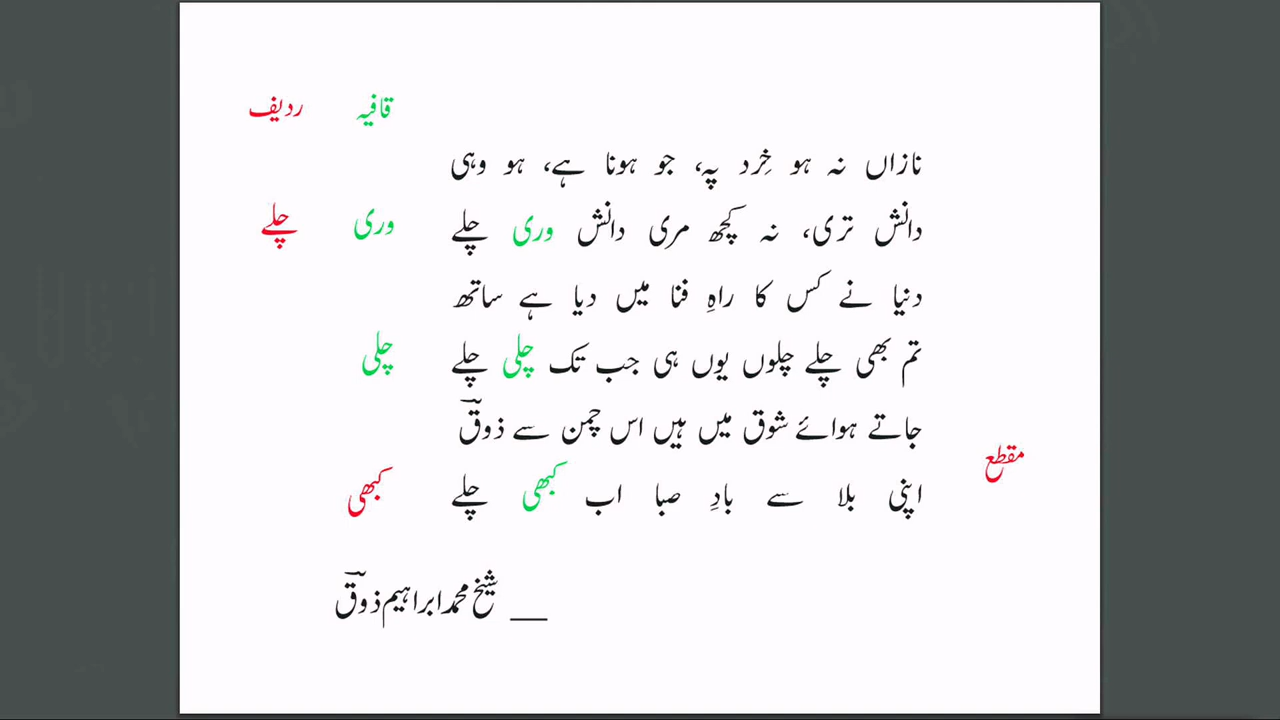 قافیہ ردیف
نازاں نہ ہو خِرد پہ، جو ہونا ہے، ہو وہی
دانش تری، نہ کچھ مری دانش وری چلے وری چلے
دنیا نے کس کا راہِ فنا میں دیا ہے ساتھ
تم بھی چلے چلوں یوں ہی جب تک چلی چلے چلی
جاتے ہوائے شوق میں ہیں اس چمن سے ذوقؔ
مقطع
اپنی بلا سے بادِ صبا اب کبھی چلے کبھی
__ شیخ محمد ابراہیم ذوقؔ